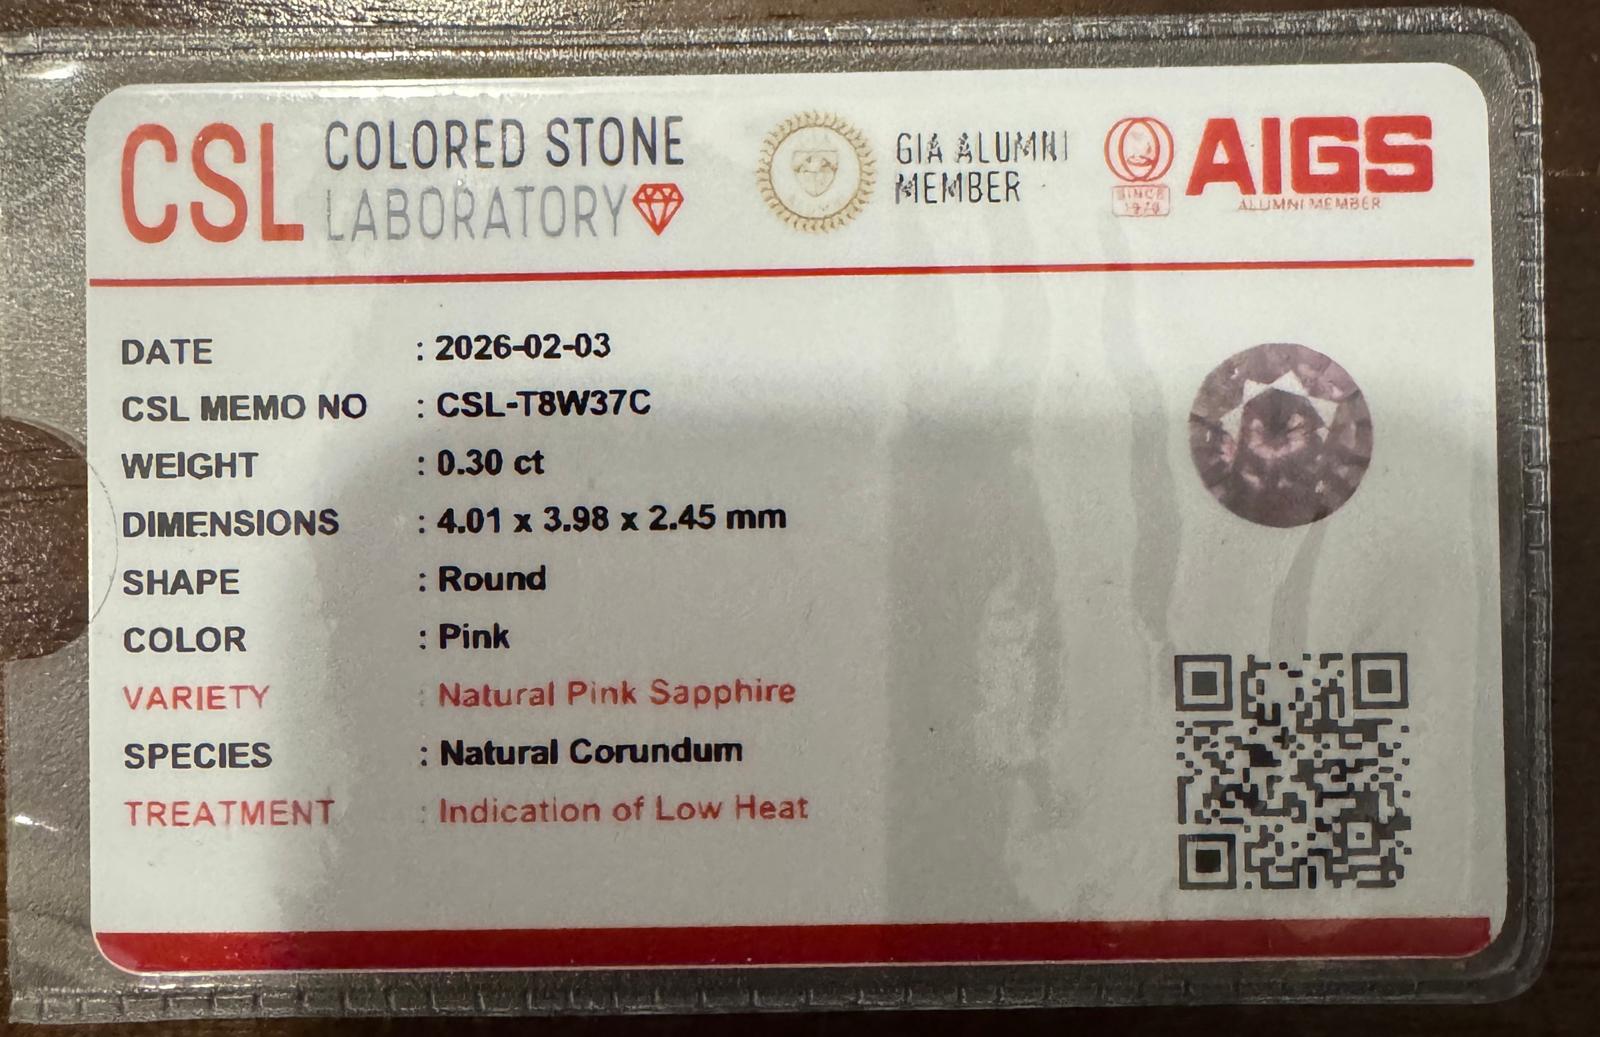 CSL COLORED STONE
LABORATORY
GIA ALUMNI
MEMBER
SINCE
1978
AIGS
ALUMNI MEMBER
DATE : 2026-02-03
CSL MEMO NO : CSL-T8W37C
WEIGHT : 0.30 ct
DIMENSIONS : 4.01 x 3.98 x 2.45 mm
SHAPE : Round
COLOR : Pink
VARIETY : Natural Pink Sapphire
SPECIES : Natural Corundum
TREATMENT : Indication of Low Heat